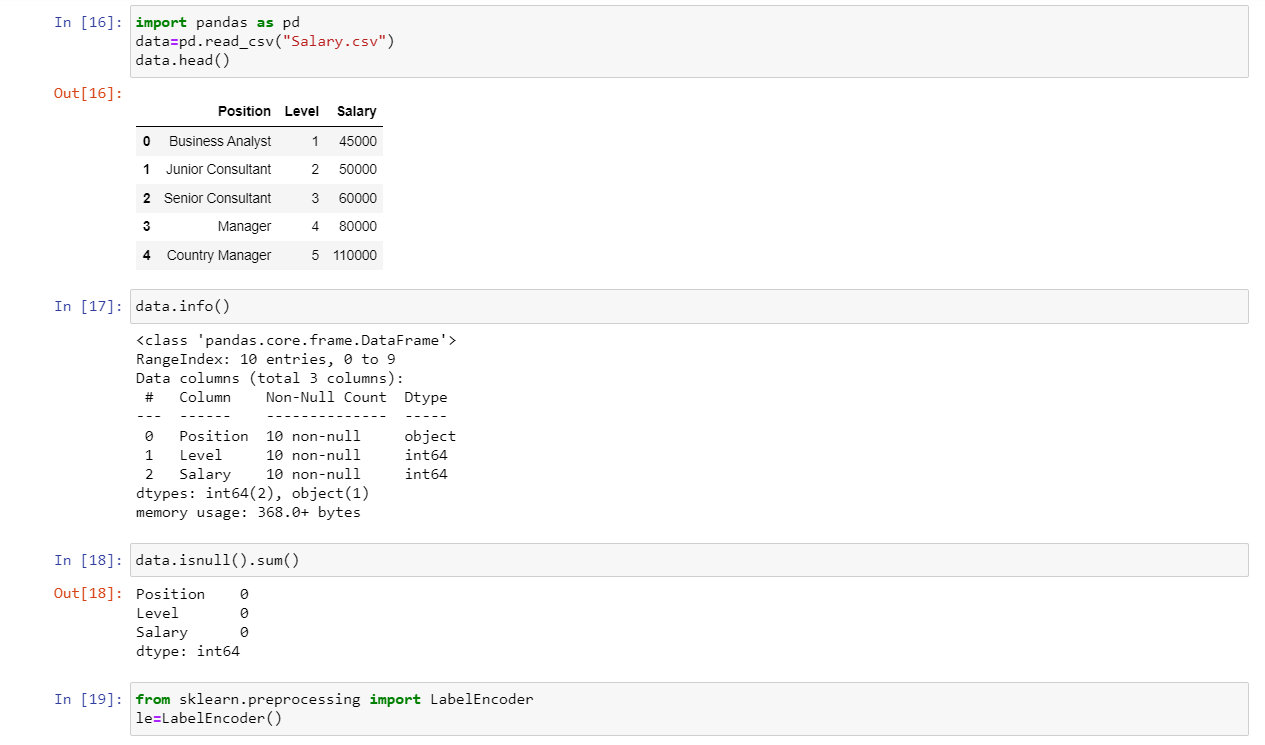 In [16]: import pandas as pd
data=pd.read_csv("Salary.csv")
data.head()
Out[16]:
Position Level Salary
0 Business Analyst 1 45000
1 Junior Consultant 2 50000
2 Senior Consultant 3 60000
3 Manager 4 80000
4 Country Manager 5 110000
In [17]: data.info()
<class 'pandas.core.frame.DataFrame'>
RangeIndex: 10 entries, 0 to 9
Data columns (total 3 columns):
 #   Column    Non-Null Count  Dtype
---  ------    --------------  -----
 0   Position  10 non-null     object
 1   Level     10 non-null     int64
 2   Salary    10 non-null     int64
dtypes: int64(2), object(1)
memory usage: 368.0+ bytes
In [18]: data.isnull().sum()
Out[18]: Position    0
Level       0
Salary      0
dtype: int64
In [19]: from sklearn.preprocessing import LabelEncoder
le=LabelEncoder()